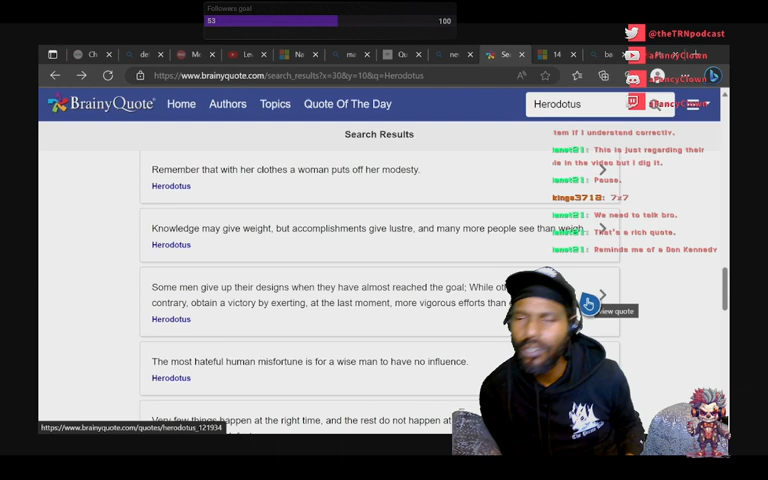 Followers goal
53
100
@theTRNpodcast
aFancyClown
aFancyClown
aFancyClown
https://www.brainyquote.com/search_results?x=30&y=10&q=Herodotus
BrainyQuote
Home
Authors
Topics
Quote Of The Day
Herodotus
Search Results
tem if I understand correctly.
This is just regarding their
le in the video but I dig it.
Pause.
kingo3718: 7x7
We need to talk bro.
That's a rich quote.
Reminds me of a Don Kennedy
Remember that with her clothes a woman puts off her modesty.
Herodotus
Knowledge may give weight, but accomplishments give lustre, and many more people see than weigh.
Herodotus
Some men give up their designs when they have almost reached the goal; While
contrary, obtain a victory by exerting, at the last moment, more vigorous efforts than
Herodotus
view quote
The most hateful human misfortune is for a wise man to have no influence.
Herodotus
Very few things happen at the right time, and the rest do not happen at
https://www.brainyquote.com/quotes/herodotus_121934